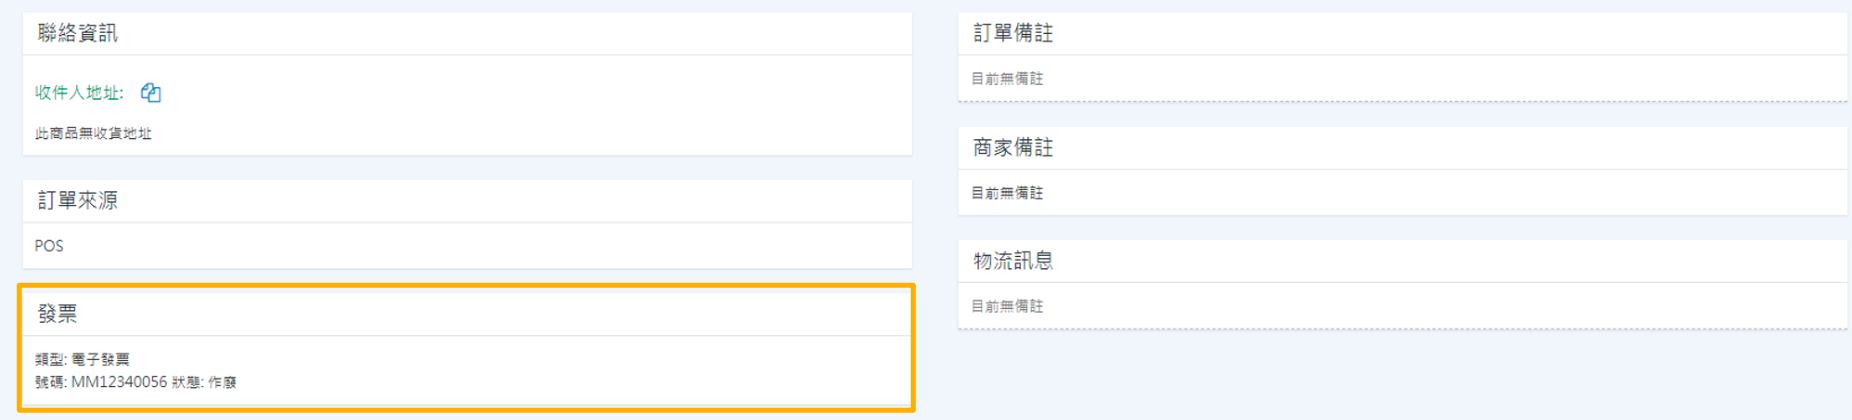 聯絡資訊
收件人地址:
此商品無收貨地址
訂單來源
POS
發票
類型: 電子發票
號碼: MM12340056 狀態: 作廢
訂單備註
目前無備註
商家備註
目前無備註
物流訊息
目前無備註